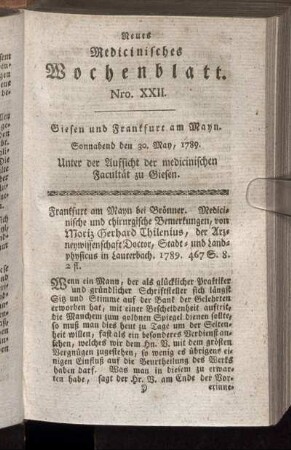 Neues
Medicinisches
Wochenblatt.
Nro. XXII.
Giesen und Frankfurt am Mayn.
Sonnabend den 30. May, 1789.
Unter der Aufsicht der medicinischen
Facultät zu Giesen.
Frankfurt am Mayn bei Brönner. Medici-
nische und chirurgische Bemerkungen, von
Moriz Gerhard Thilenius, der Arz-
neywissenschaft Doctor, Stadt- und Land-
physicus in Lauterbach. 1789. 467 S. 8.
2 fl.
Wenn ein Mann, der als glücklicher Praktiker
und gründlicher Schriftsteller sich längst
Sitz und Stimme auf der Bank der Gelehrten
erworben hat, mit einer Bescheidenheit auftrit,
die Manchem zum goldnen Spiegel dienen sollte,
so muß man dies heut zu Tage um der Selten-
heit willen, fast als ein besonderes Verdienst an-
sehen, welches wir dem Hn. V. mit dem größten
Vergnügen zugestehen, so wenig es übrigens ei-
nigen Einfluß auf die Beurtheilung des Werks
haben darf. Was man in diesem zu erwar-
ten habe, sagt der Hr. V. am Ende der Vor-
Y
erinne-